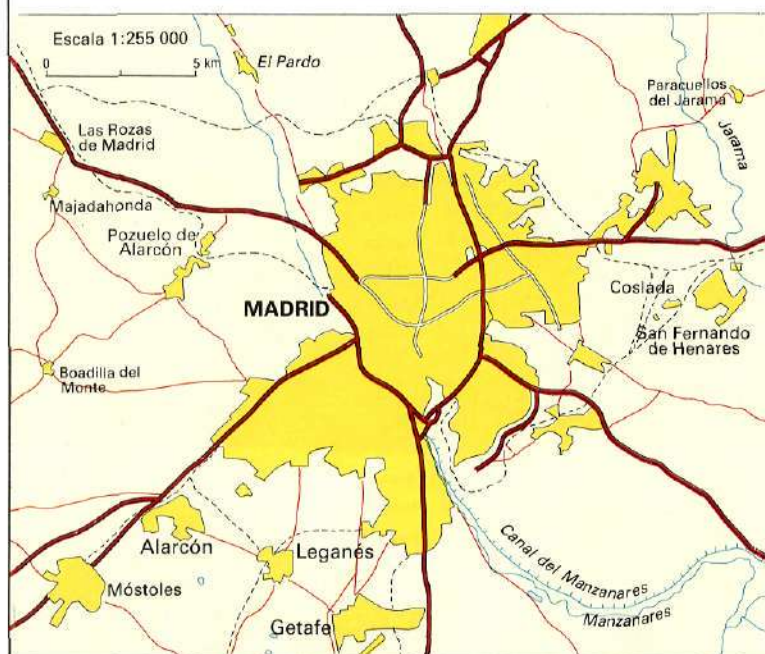 Escala 1:255 000
0 5 km
El Pardo
Paracuellos
del Jarama
Jarama
Las Rozas
de Madrid
Majadahonda
Pozuelo de
Alarcón
MADRID
Coslada
San Fernando
de Henares
Boadilla del
Monte
Alarcón
Leganés
Móstoles
Getafe
Canal del Manzanares
Manzanares